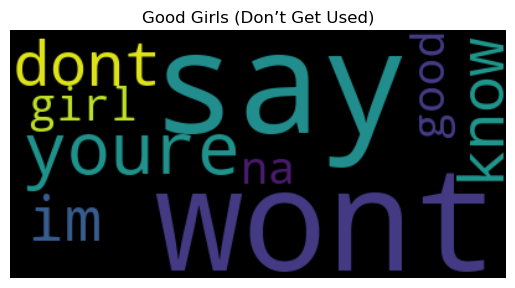 Good Girls (Don’t Get Used)
dont say good know
girl
youre na
im wont